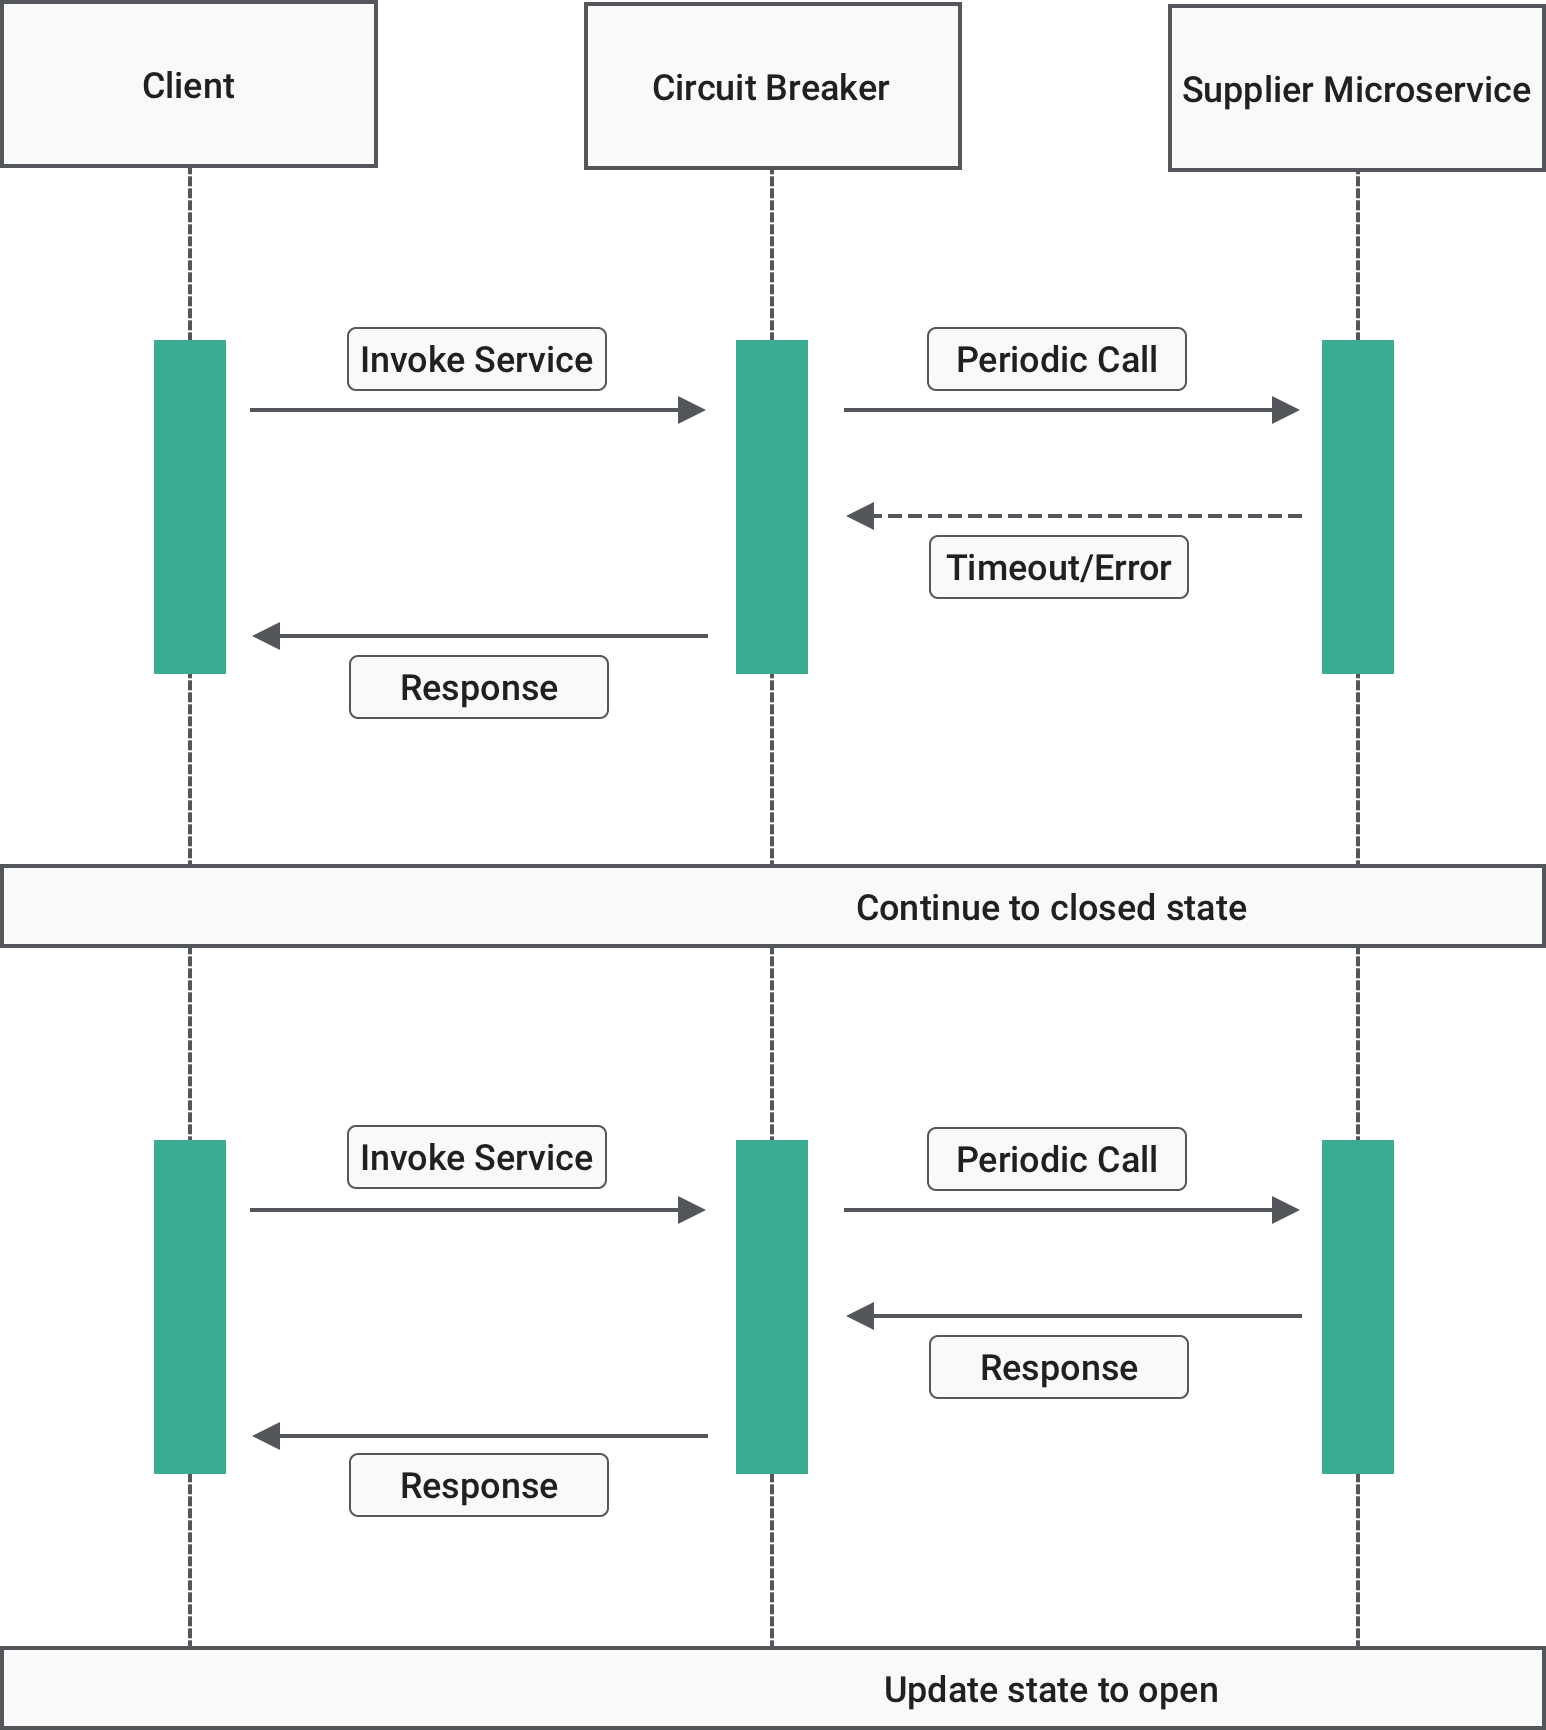 Client
Circuit Breaker
Supplier Microservice
Invoke Service
Periodic Call
Timeout/Error
Response
Continue to closed state
Invoke Service
Periodic Call
Response
Response
Update state to open